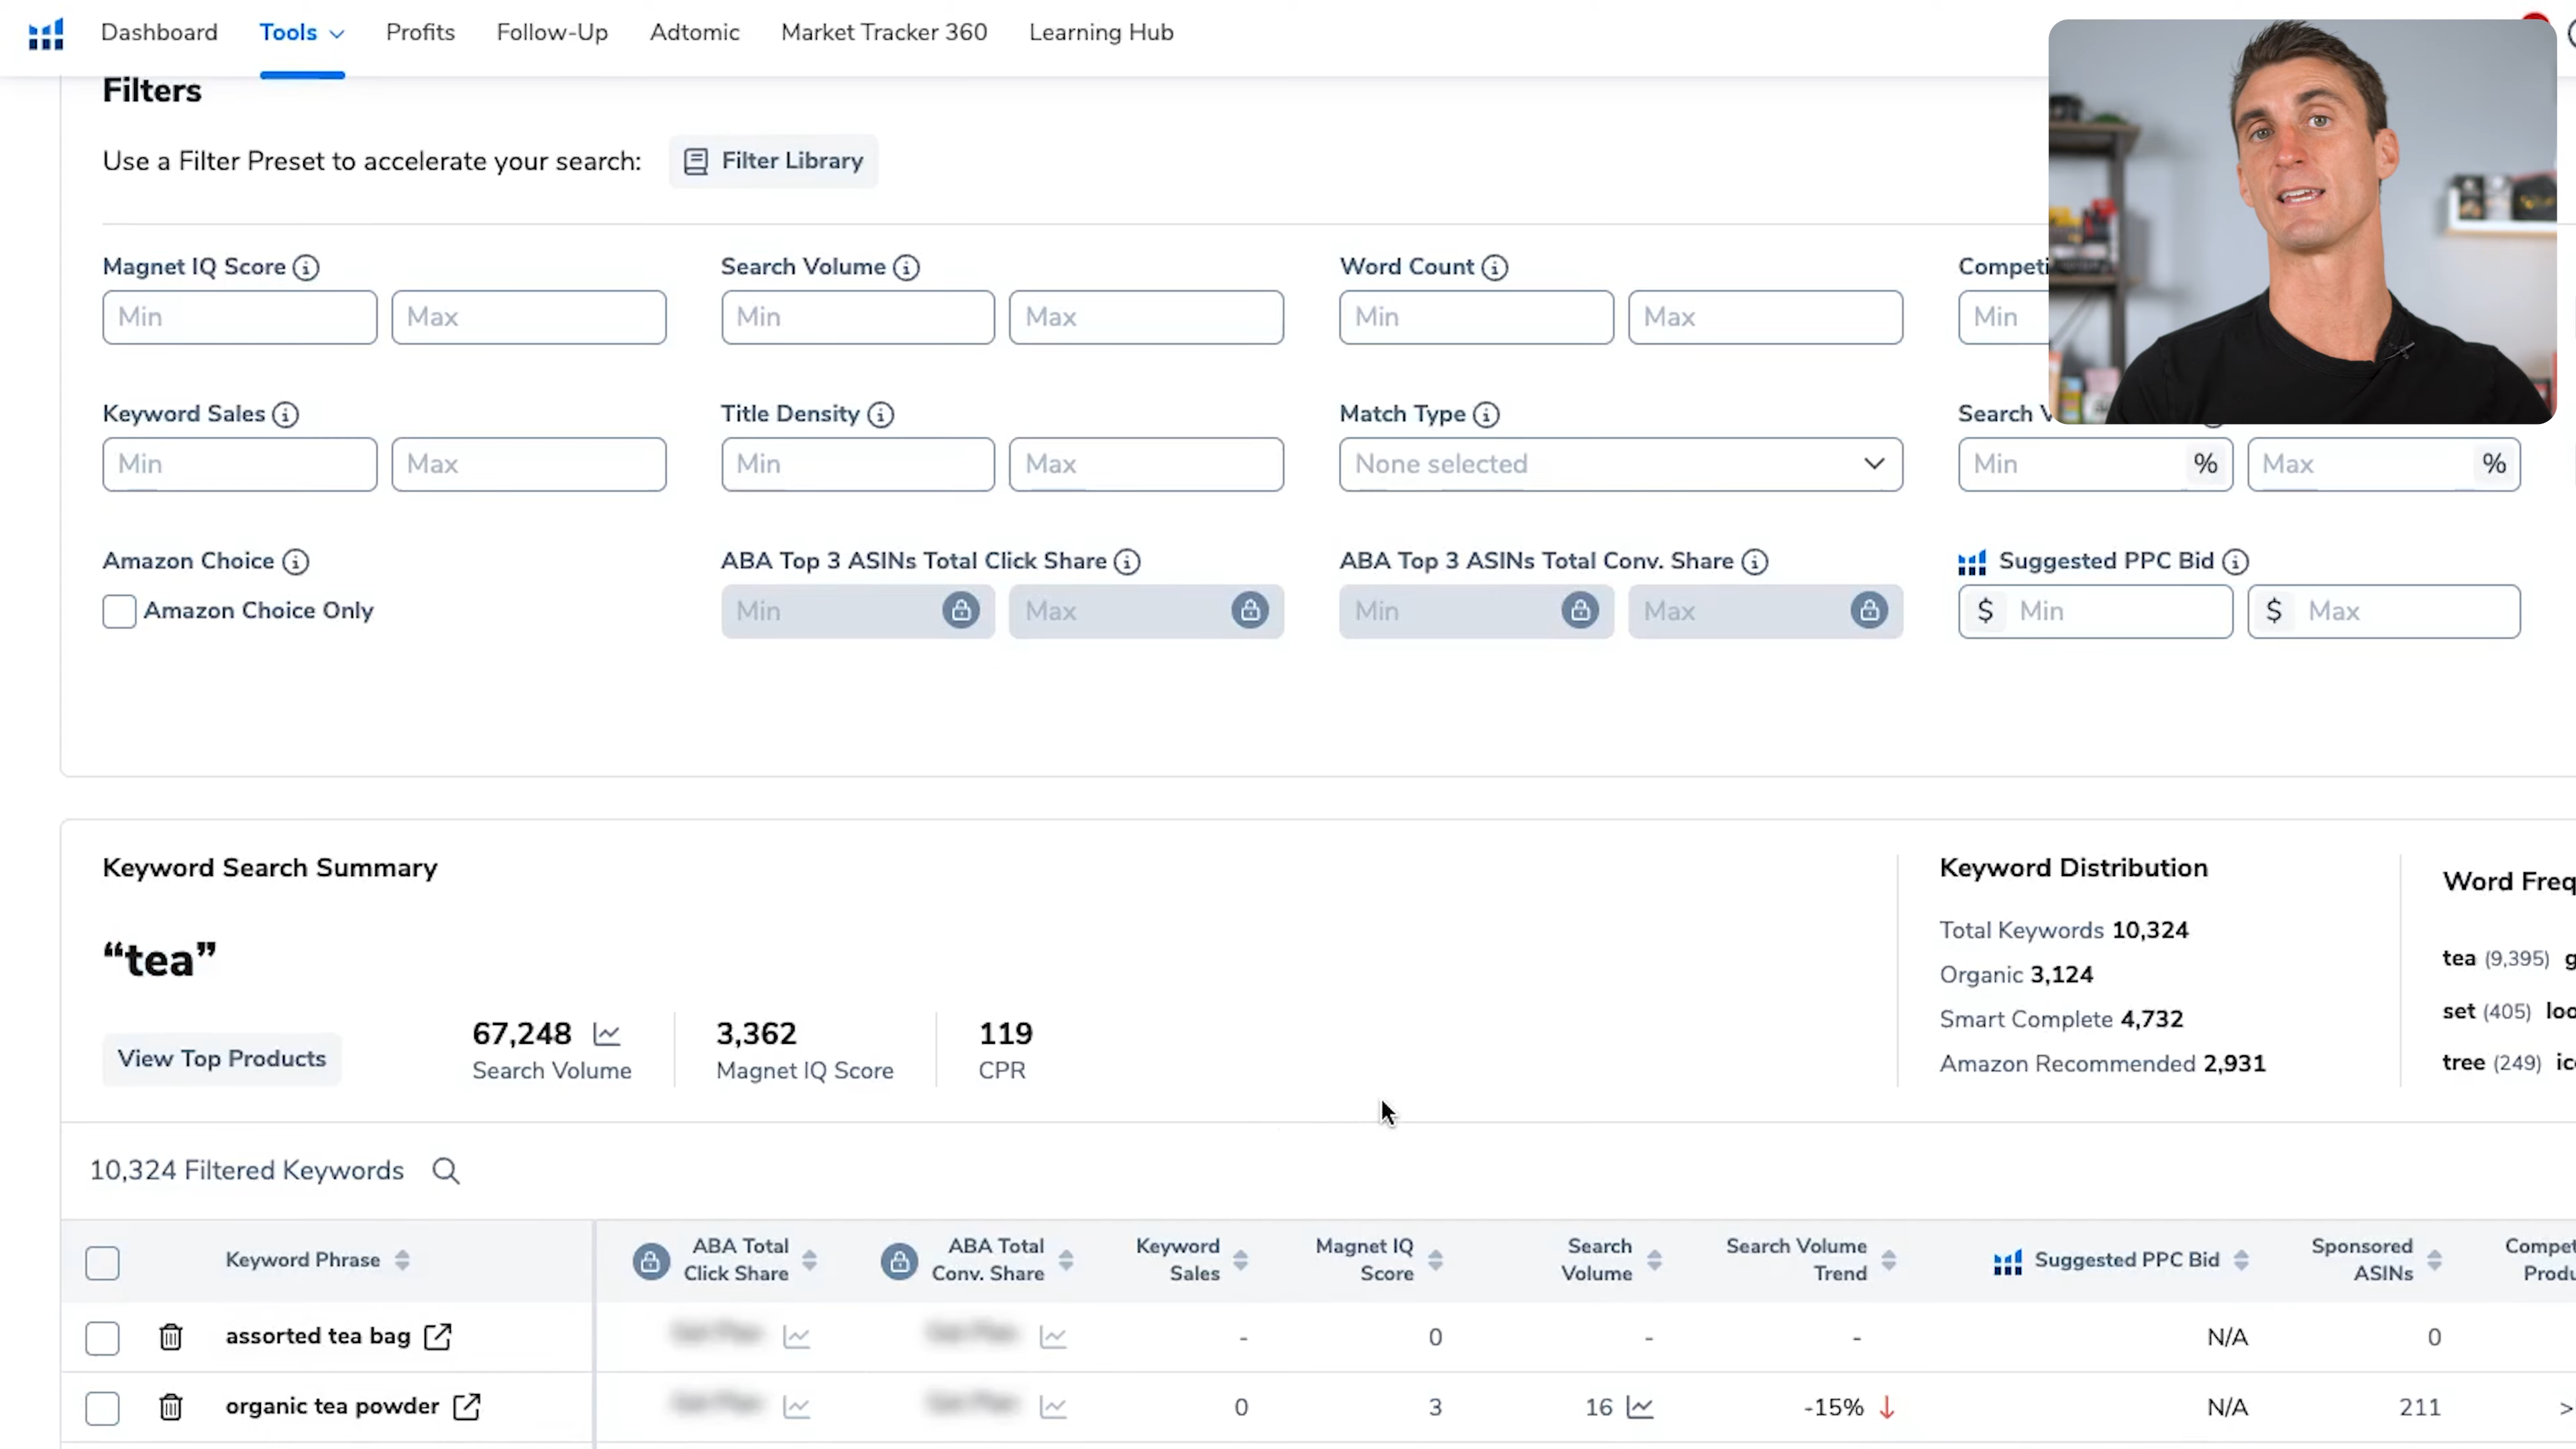 Dashboard Tools Profits Follow-Up Adtomic Market Tracker 360 Learning Hub
Filters
Use a Filter Preset to accelerate your search: Filter Library
Magnet IQ Score Search Volume Word Count Competi
Min Max Min Max Min Max Min
Keyword Sales Title Density Match Type Search V
Min Max Min Max None selected Min % Max %
Amazon Choice ABA Top 3 ASINs Total Click Share ABA Top 3 ASINs Total Conv. Share Suggested PPC Bid
Amazon Choice Only Min Max Min Max $ Min $ Max
Keyword Search Summary Keyword Distribution Word Freq
"tea"
Total Keywords 10,324
Organic 3,124 tea (9,395) g
View Top Products 67,248 3,362 119 Smart Complete 4,732 set (405) loo
Search Volume Magnet IQ Score CPR Amazon Recommended 2,931 tree (249) ic
10,324 Filtered Keywords
Keyword Phrase ABA Total Click Share ABA Total Conv. Share Keyword Sales Magnet IQ Score Search Volume Search Volume Trend Suggested PPC Bid Sponsored ASINs Compet Produ
assorted tea bag - 0 - - N/A 0
organic tea powder 0 3 16 -15% N/A 211 >